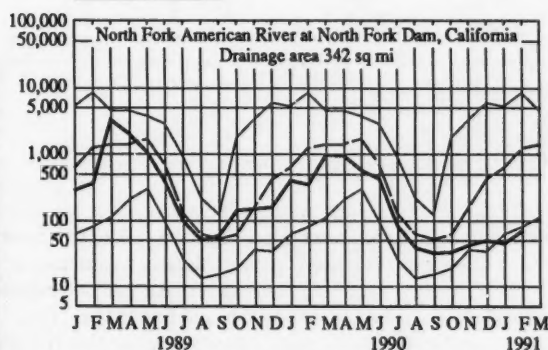 100,000
50,000
North Fork American River at North Fork Dam, California
Drainage area 342 sq mi
10,000
5,000
1,000
500
100
50
10
5
J F M A M J J A S O N D J F M A M J J A S O N D J F M
1989 1990 1991